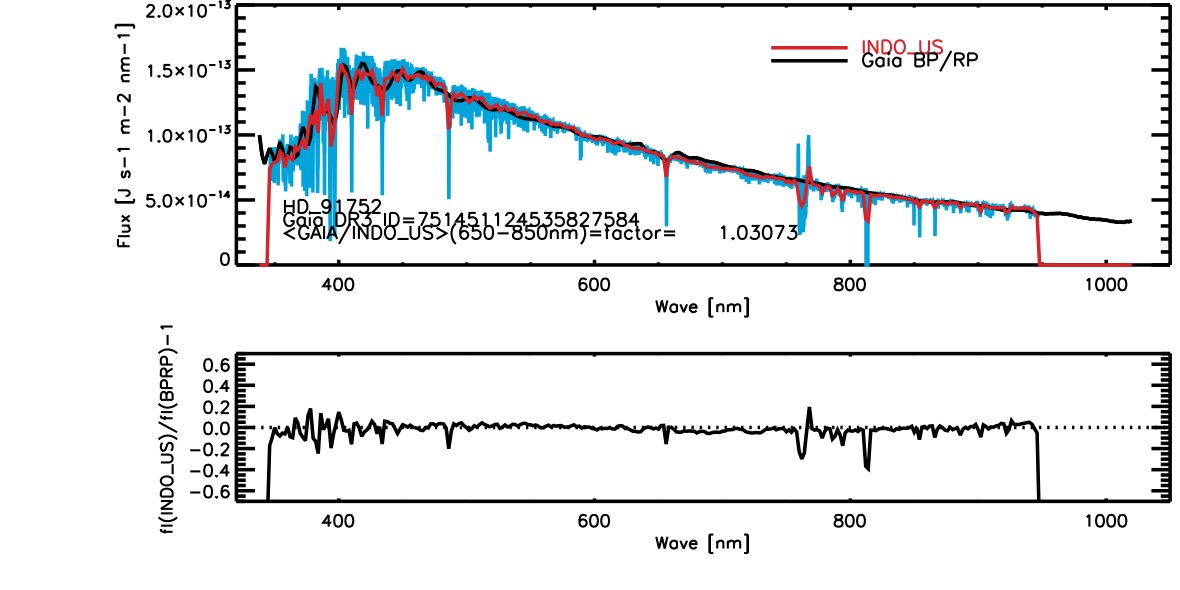 2.0×10−13
1.5×10−13
1.0×10−13
5.0×10−14
0
Flux [J s−1 m−2 nm−1]
INDO_US
Gaia BP/RP
HD_91752
Gaia DR3_ID=7514511245358275​84
<GAIA/INDO_US>(650−850nm)=factor= 1.03073
400 600 800 1000
Wave [nm]
fl(INDO_US)/fl(BPRP)−1
0.6
0.4
0.2
0.0
−0.2
−0.4
−0.6
400 600 800 1000
Wave [nm]